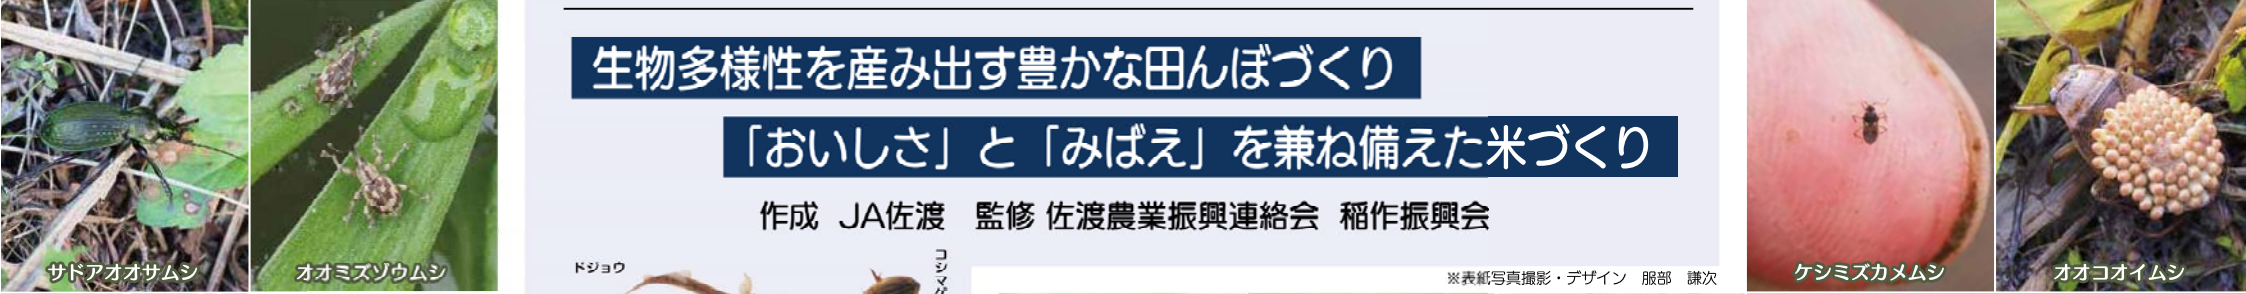 生物多様性を産み出す豊かな田んぼづくり
「おいしさ」と「みばえ」を兼ね備えた米づくり
作成 JA佐渡 監修 佐渡農業振興連絡会 稲作振興会
ドジョウ
コシマゲ
※表紙写真撮影・デザイン 服部 謙次
サドアオオサムシ
オオミズゾウムシ
ケシミズカメムシ
オオコオイムシ